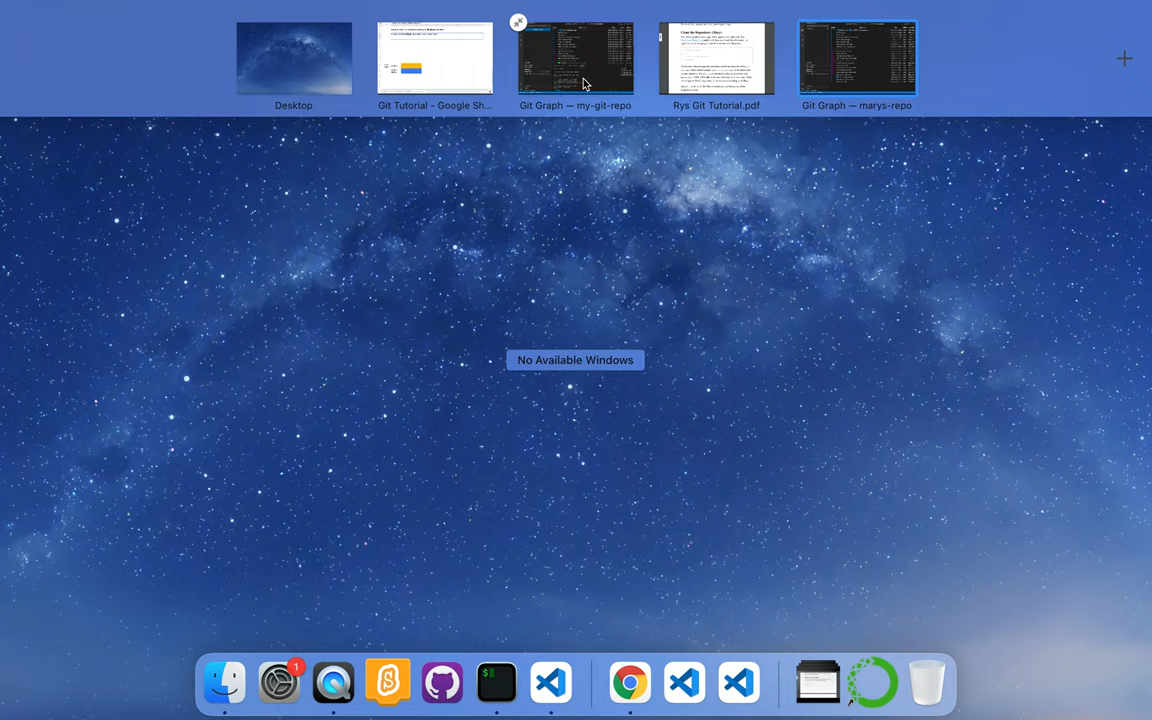 Desktop
Git Tutorial - Google Sh...
Git Graph — my-git-repo
Rys Git Tutorial.pdf
Git Graph — marys-repo
No Available Windows
1